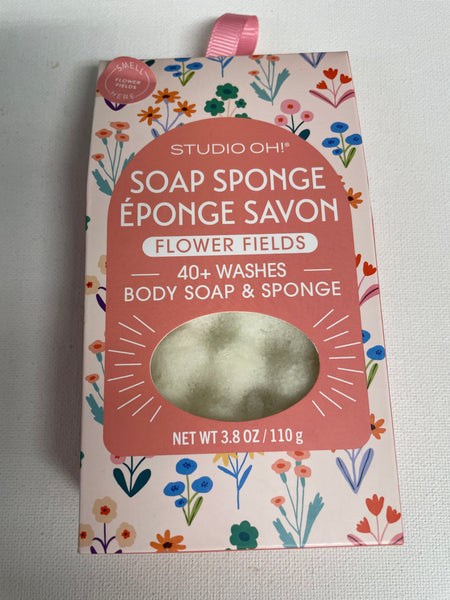 SMELL
FLOWER
FIELDS
HERE
STUDIO OH!®
SOAP SPONGE
ÉPONGE SAVON
FLOWER FIELDS
40+ WASHES
BODY SOAP & SPONGE
NET WT 3.8 OZ / 110 g